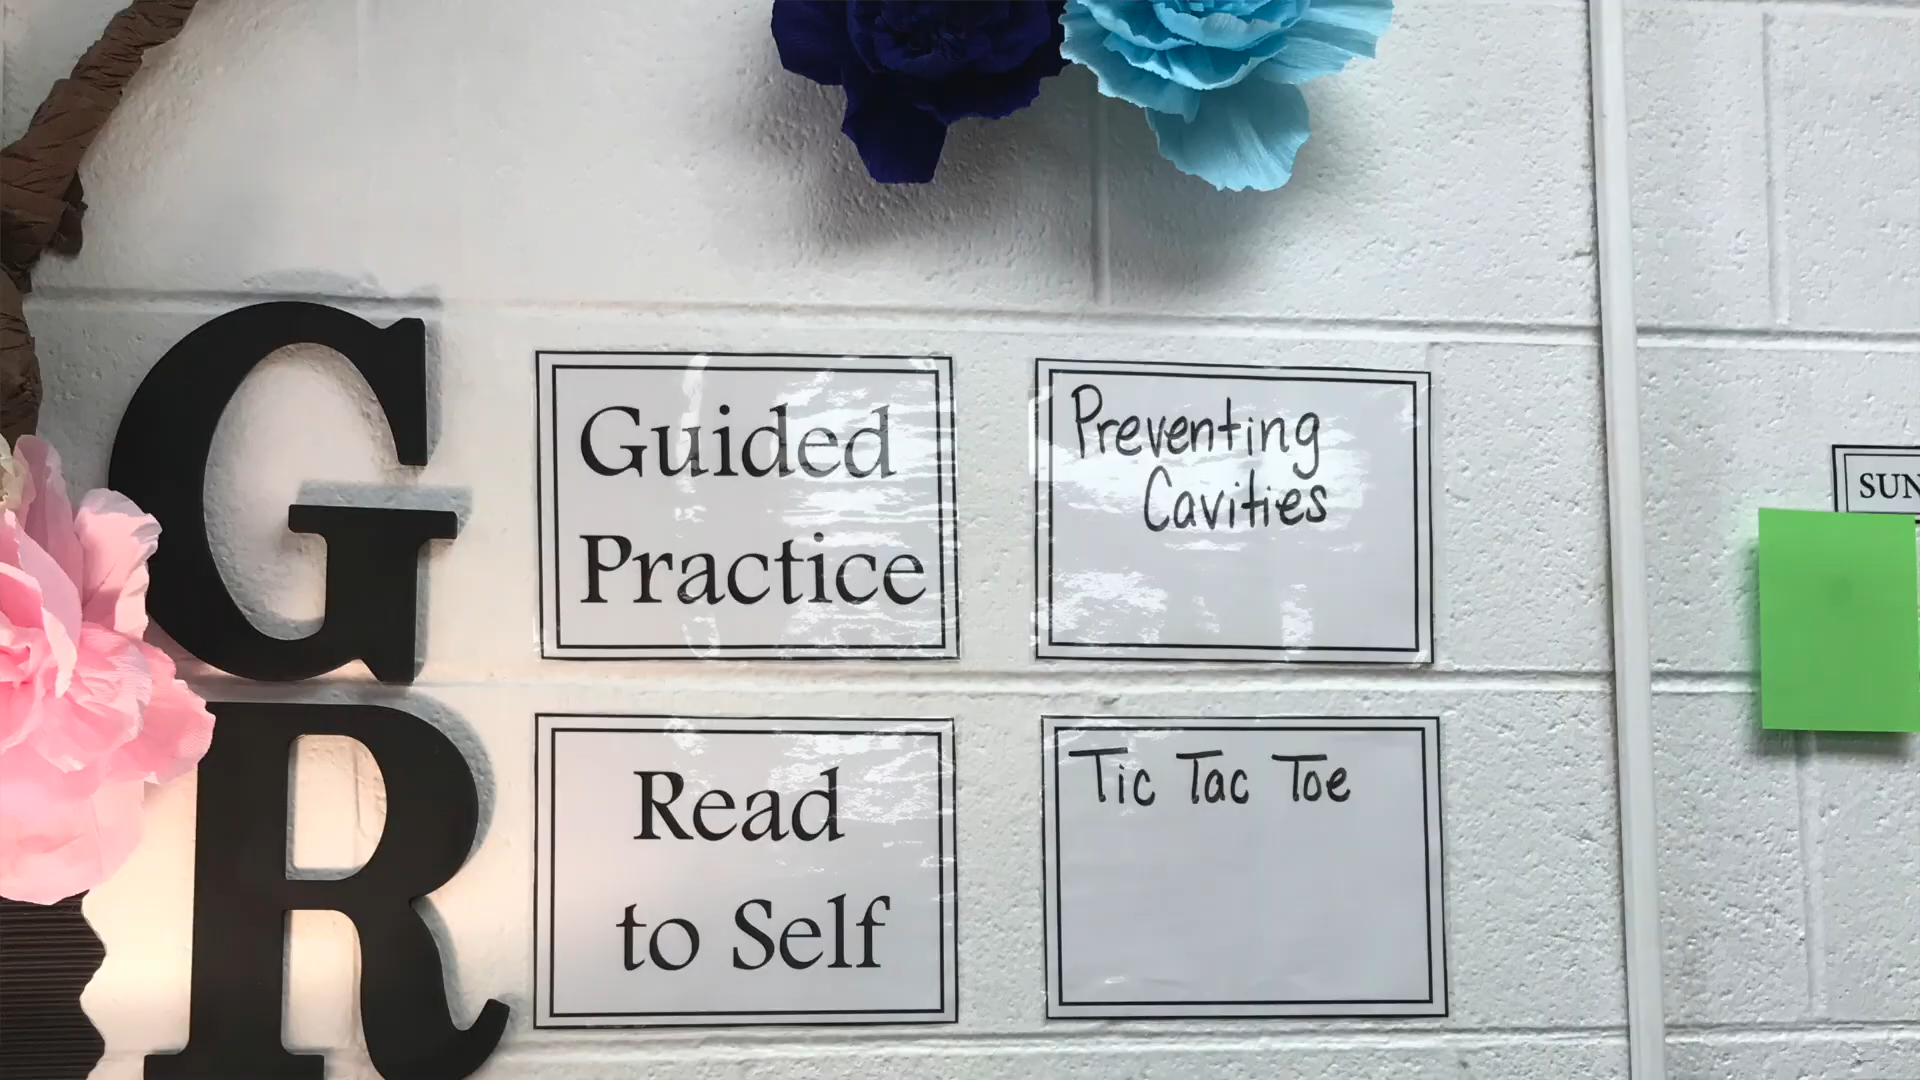 G
Guided
Practice
Preventing
Cavities
R
Read
to Self
Tic Tac Toe
SUN